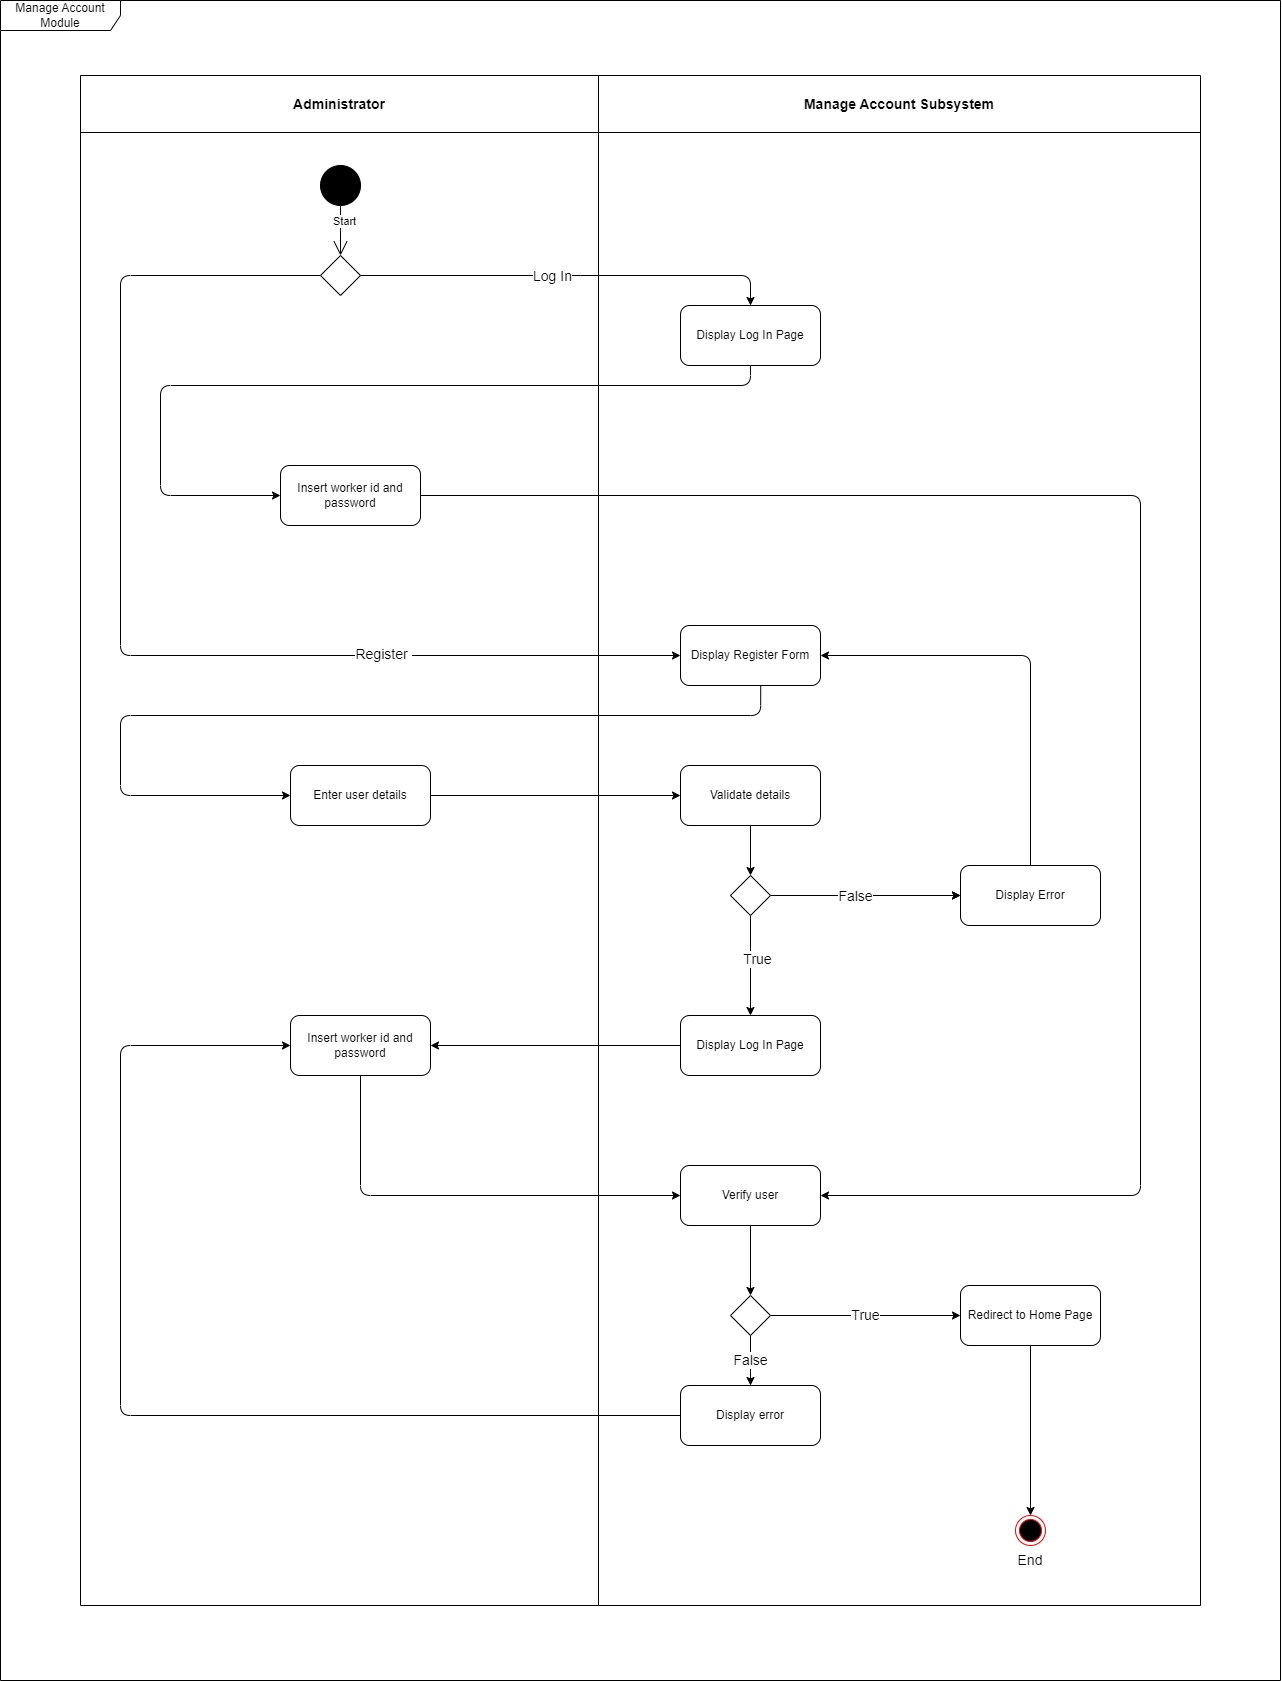 Manage Account
Module
Administrator
Manage Account Subsystem
Start
Log In
Display Log In Page
Insert worker id and
password
Register
Display Register Form
Enter user details
Validate details
False
Display Error
True
Insert worker id and
password
Display Log In Page
Verify user
True
Redirect to Home Page
False
Display error
End